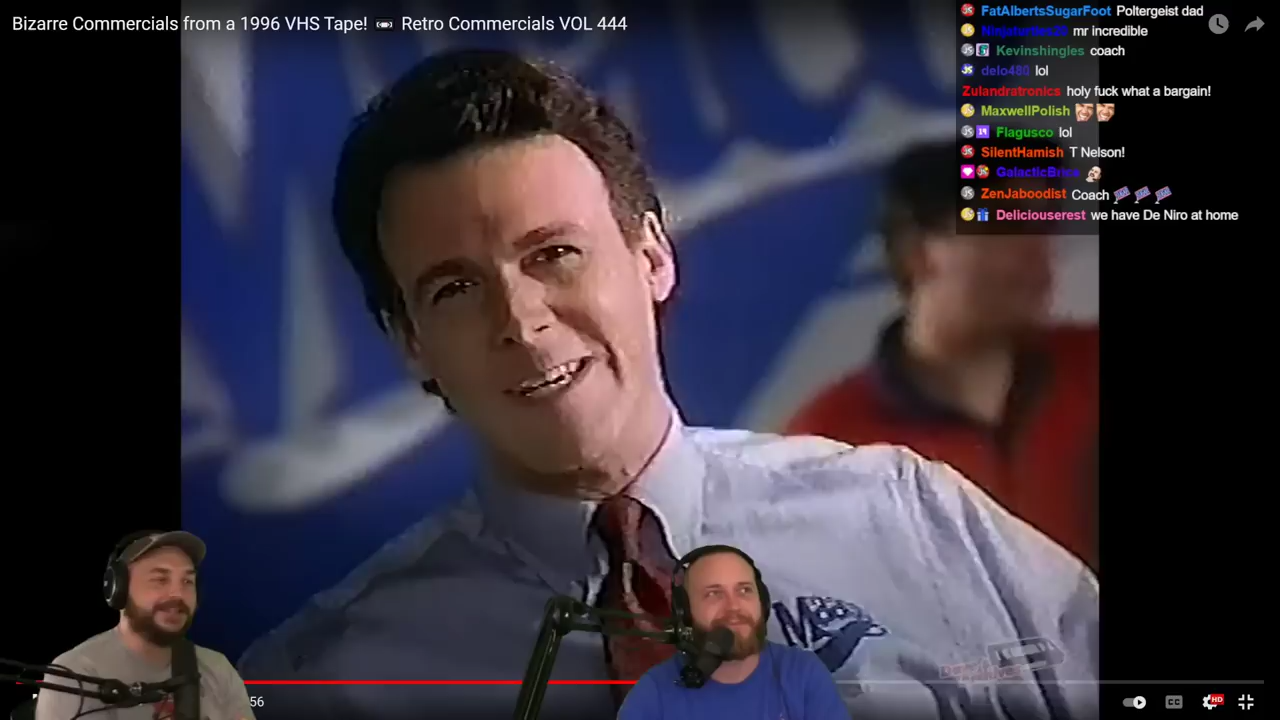 Bizarre Commercials from a 1996 VHS Tape! 📼 Retro Commercials VOL 444
FatAlbertsSugarFoot Poltergeist dad
mr incredible
Kevinshingles coach
delo480 lol
Zulandratronics holy fuck what a bargain!
MaxwellPolish
Flagusco lol
SilentHamish T Nelson!
ZenJaboodist Coach
Deliciouserest we have De Niro at home
56
CC
HD